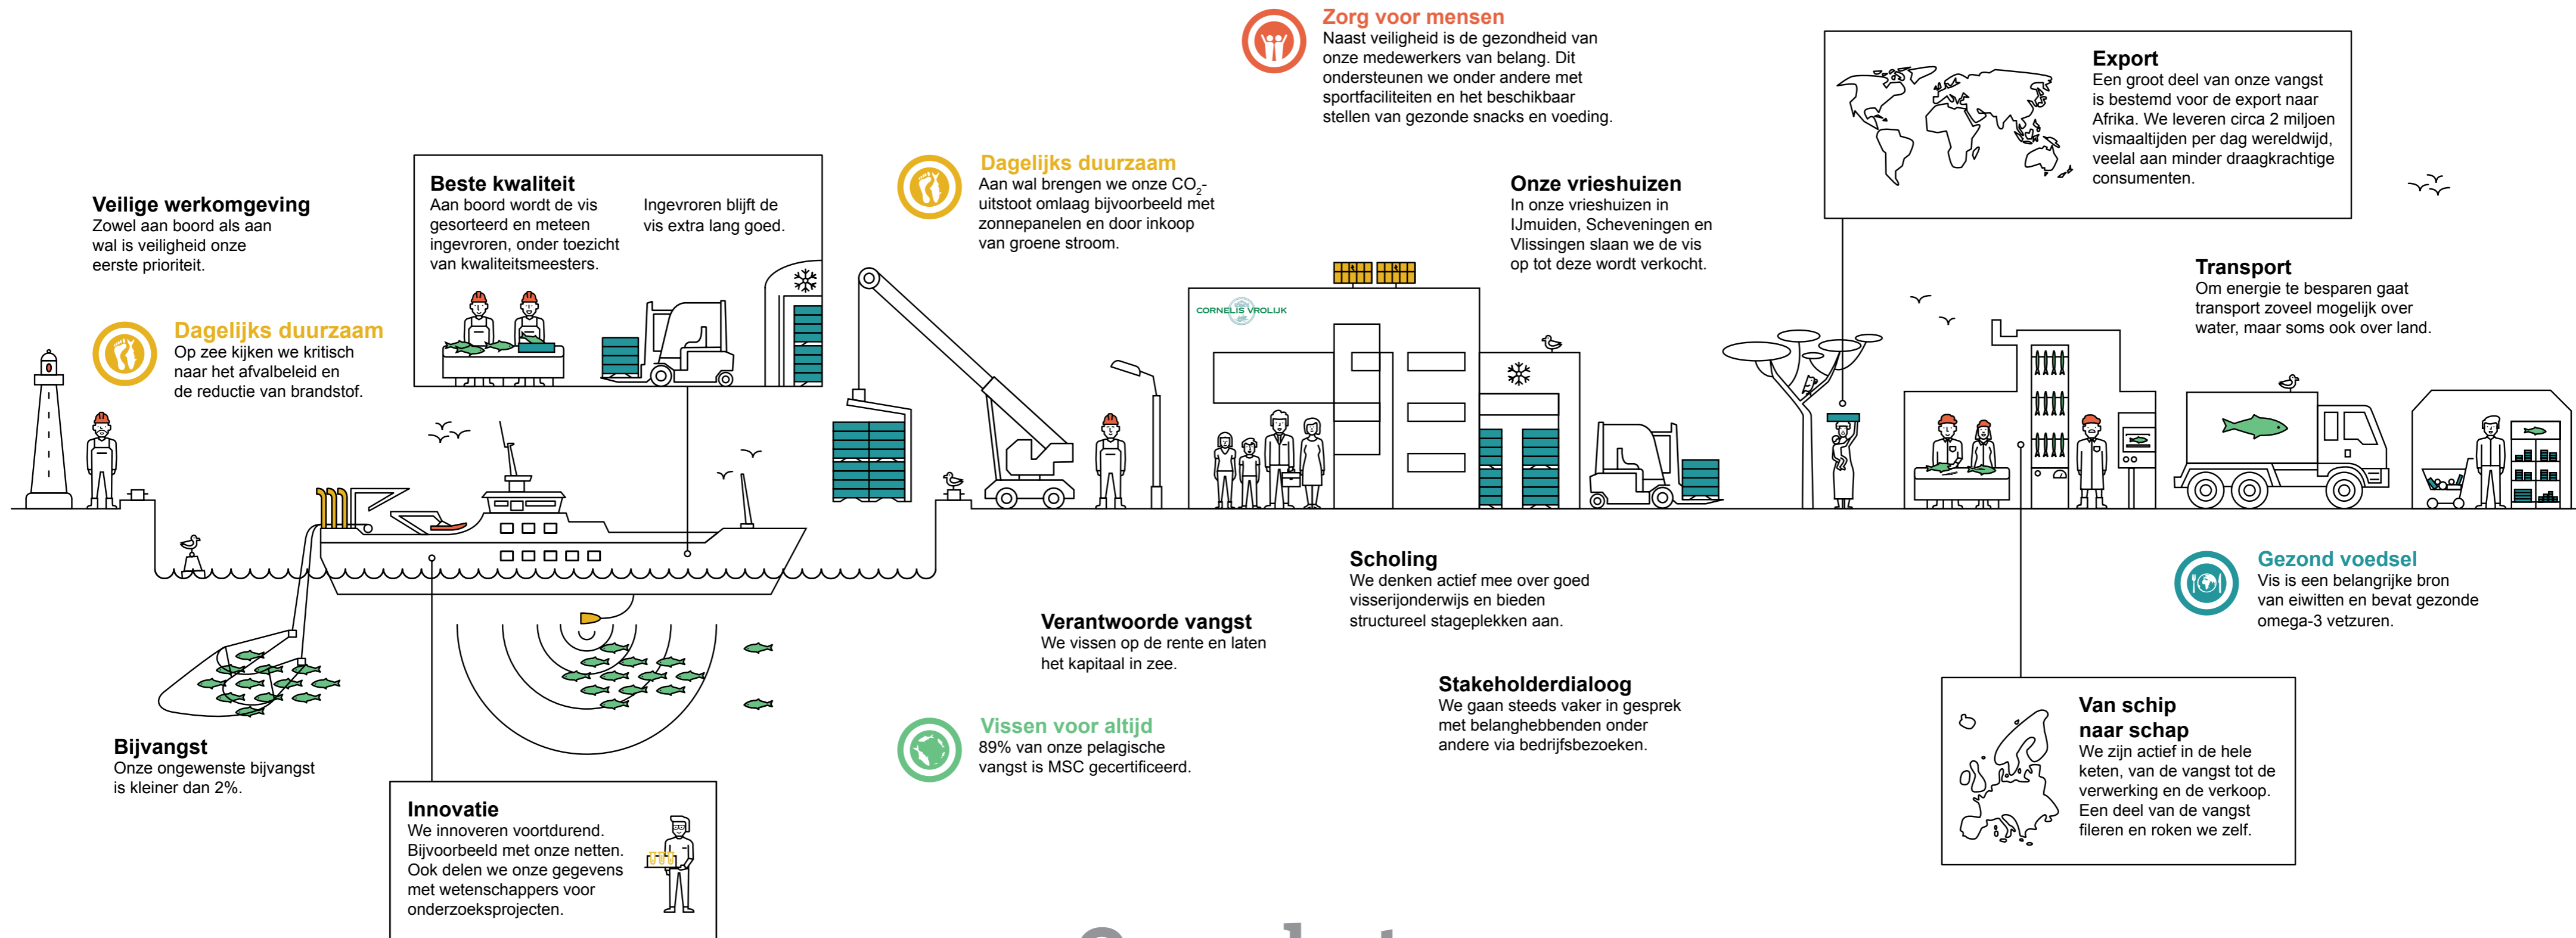 Zorg voor mensen
Naast veiligheid is de gezondheid van
onze medewerkers van belang. Dit
ondersteunen we onder andere met
sportfaciliteiten en het beschikbaar
stellen van gezonde snacks en voeding.
Export
Een groot deel van onze vangst
is bestemd voor de export naar
Afrika. We leveren circa 2 miljoen
vismaaltijden per dag wereldwijd,
veelal aan minder draagkrachtige
consumenten.
Veilige werkomgeving
Zowel aan boord als aan
wal is veiligheid onze
eerste prioriteit.
Beste kwaliteit
Aan boord wordt de vis
gesorteerd en meteen
ingevroren, onder toezicht
van kwaliteitsmeesters.
Ingevroren blijft de
vis extra lang goed.
Dagelijks duurzaam
Aan wal brengen we onze CO₂-
uitstoot omlaag bijvoorbeeld met
zonnepanelen en door inkoop
van groene stroom.
Onze vrieshuizen
In onze vrieshuizen in
IJmuiden, Scheveningen en
Vlissingen slaan we de vis
op tot deze wordt verkocht.
Transport
Om energie te besparen gaat
transport zoveel mogelijk over
water, maar soms ook over land.
Dagelijks duurzaam
Op zee kijken we kritisch
naar het afvalbeleid en
de reductie van brandstof.
CORNELIS VROLIJK
Scholing
We denken actief mee over goed
visserijonderwijs en bieden
structureel stageplekken aan.
Gezond voedsel
Vis is een belangrijke bron
van eiwitten en bevat gezonde
omega-3 vetzuren.
Verantwoorde vangst
We vissen op de rente en laten
het kapitaal in zee.
Stakeholderdialoog
We gaan steeds vaker in gesprek
met belanghebbenden onder
andere via bedrijfsbezoeken.
Vissen voor altijd
89% van onze pelagische
vangst is MSC gecertificeerd.
Bijvangst
Onze ongewenste bijvangst
is kleiner dan 2%.
Van schip
naar schap
We zijn actief in de hele
keten, van de vangst tot de
verwerking en de verkoop.
Een deel van de vangst
fileren en roken we zelf.
Innovatie
We innoveren voortdurend.
Bijvoorbeeld met onze netten.
Ook delen we onze gegevens
met wetenschappers voor
onderzoeksprojecten.